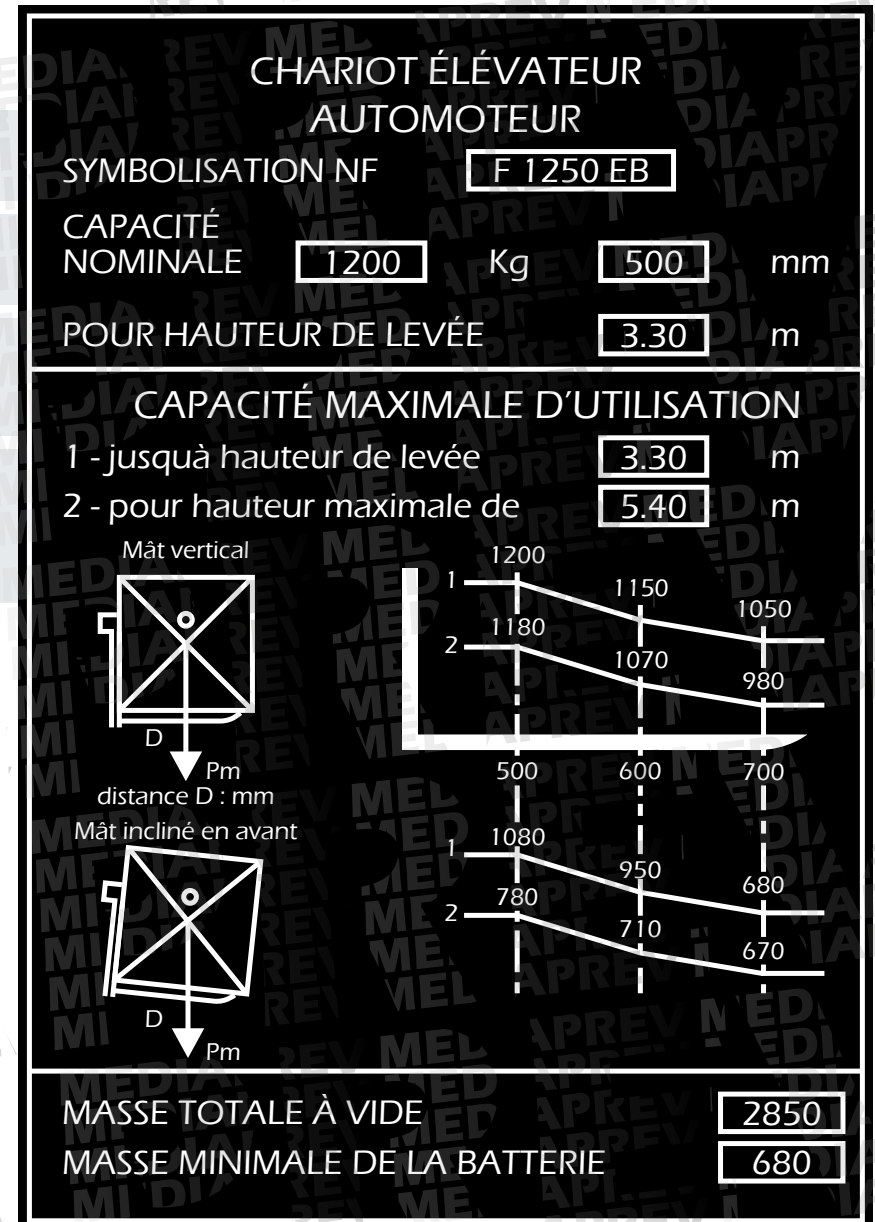 CHARIOT ÉLÉVATEUR
AUTOMOTEUR
SYMBOLISATION NF F 1250 EB
CAPACITÉ
NOMINALE 1200 Kg 500 mm
POUR HAUTEUR DE LEVÉE 3.30 m
CAPACITÉ MAXIMALE D'UTILISATION
1 - jusquà hauteur de levée 3.30 m
2 - pour hauteur maximale de 5.40 m
Mât vertical
D
Pm
distance D : mm
1200
1 1150 1050
1180
2 1070 980
500 600 700
Mât incliné en avant
D
Pm
1080
1 950 680
780
2 710 670
MASSE TOTALE À VIDE 2850
MASSE MINIMALE DE LA BATTERIE 680